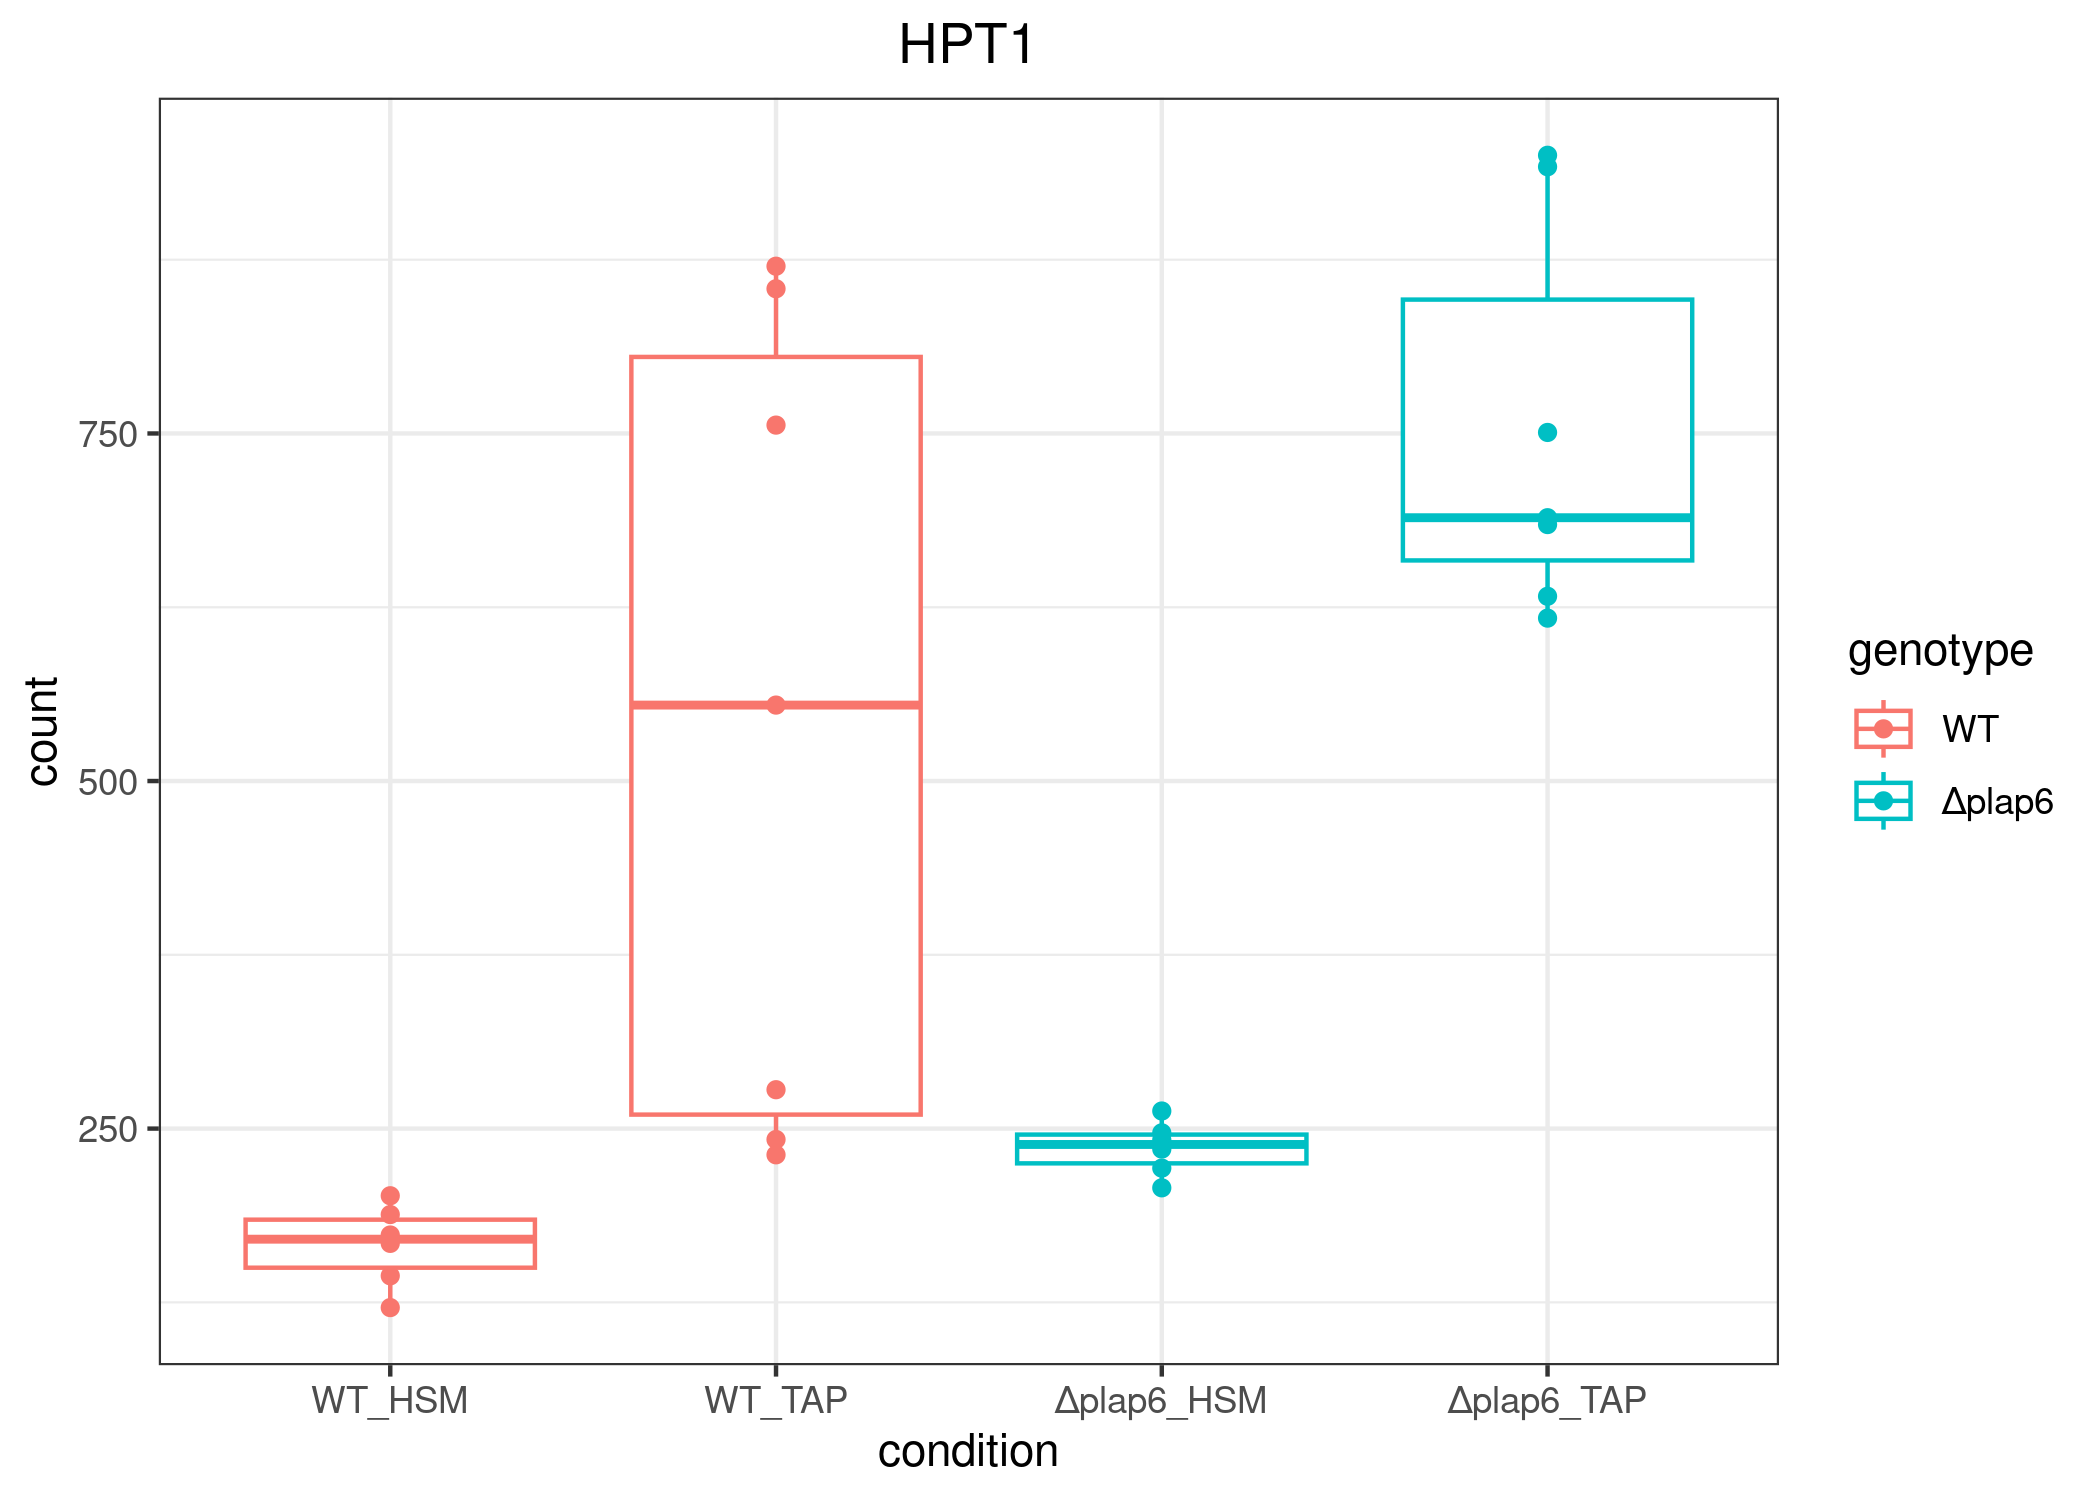 HPT1
750
500
250
count
WT_HSM
WT_TAP
Δplap6_HSM
Δplap6_TAP
condition
genotype
WT
Δplap6